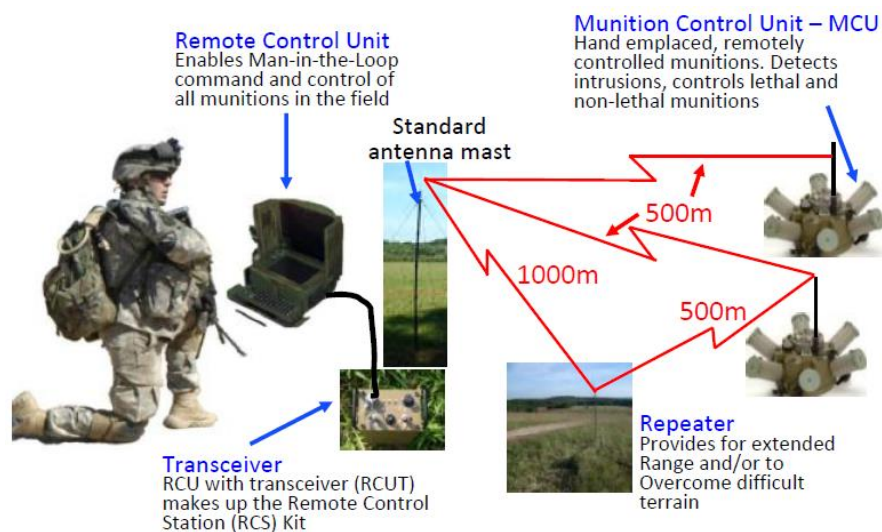 Remote Control Unit
Enables Man-in-the-Loop
command and control of
all munitions in the field
Munition Control Unit – MCU
Hand emplaced, remotely
controlled munitions. Detects
intrusions, controls lethal and
non-lethal munitions
Standard
antenna mast
500m
1000m
500m
Transceiver
RCU with transceiver (RCUT)
makes up the Remote Control
Station (RCS) Kit
Repeater
Provides for extended
Range and/or to
Overcome difficult
terrain